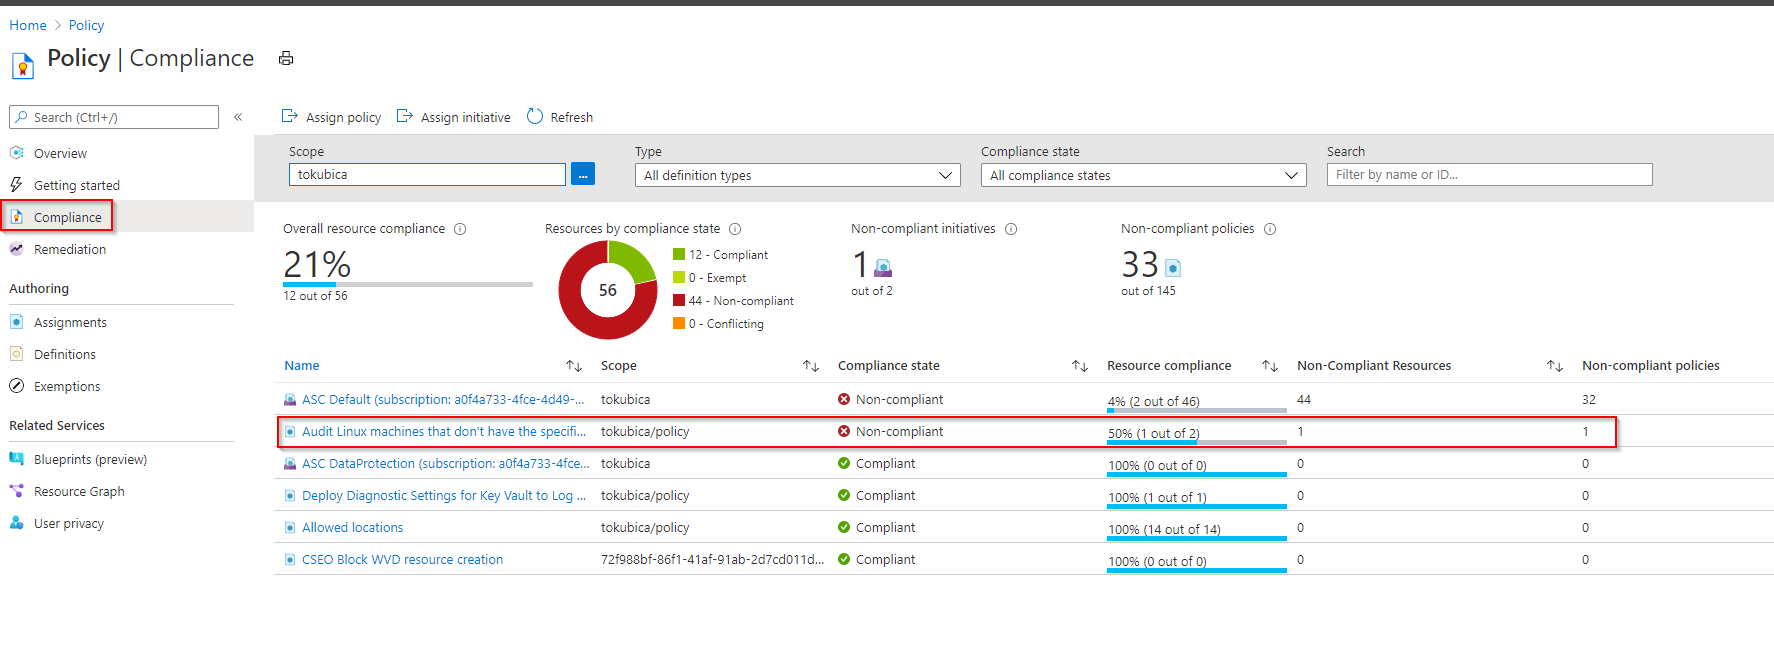 Home > Policy
Policy | Compliance
Search (Ctrl+/)
«
Overview
Getting started
Compliance
Remediation
Authoring
Assignments
Definitions
Exemptions
Related Services
Blueprints (preview)
Resource Graph
User privacy
Assign policy Assign initiative Refresh
Scope Type Compliance state Search
tokubica ... All definition types All compliance states Filter by name or ID...
Overall resource compliance
21%
12 out of 56
Resources by compliance state
56
12 - Compliant
0 - Exempt
44 - Non-compliant
0 - Conflicting
Non-compliant initiatives
1
out of 2
Non-compliant policies
33
out of 145
Name Scope Compliance state Resource compliance Non-Compliant Resources Non-compliant policies
ASC Default (subscription: a0f4a733-4fce-4d49-... tokubica Non-compliant 4% (2 out of 46) 44 32
Audit Linux machines that don't have the specifi... tokubica/policy Non-compliant 50% (1 out of 2) 1 1
ASC DataProtection (subscription: a0f4a733-4fce... tokubica Compliant 100% (0 out of 0) 0 0
Deploy Diagnostic Settings for Key Vault to Log ... tokubica/policy Compliant 100% (1 out of 1) 0 0
Allowed locations tokubica/policy Compliant 100% (14 out of 14) 0 0
CSEO Block WVD resource creation 72f988bf-86f1-41af-91ab-2d7cd011d... Compliant 100% (0 out of 0) 0 0